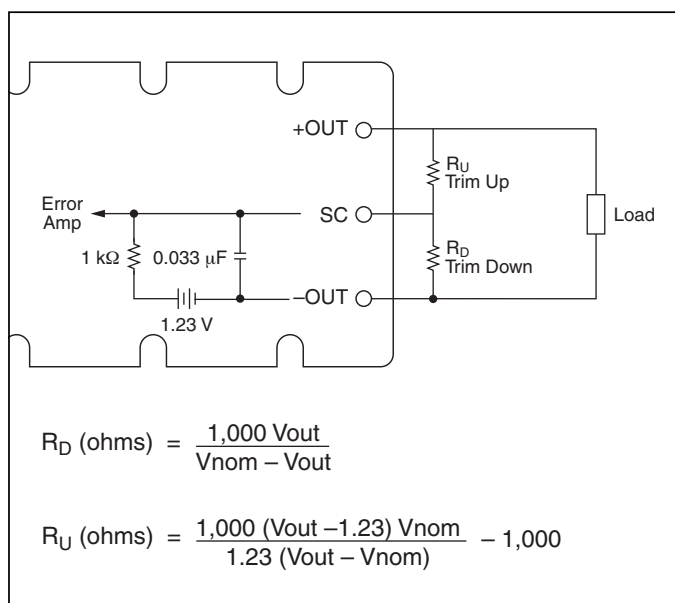 +OUT
R_U
Trim Up
Error
Amp
SC
Load
1 kΩ
0.033 μF
R_D
Trim Down
–OUT
1.23 V
R_D (ohms) = 1,000 Vout / Vnom – Vout
R_U (ohms) = 1,000 (Vout –1.23) Vnom / 1.23 (Vout – Vnom) – 1,000